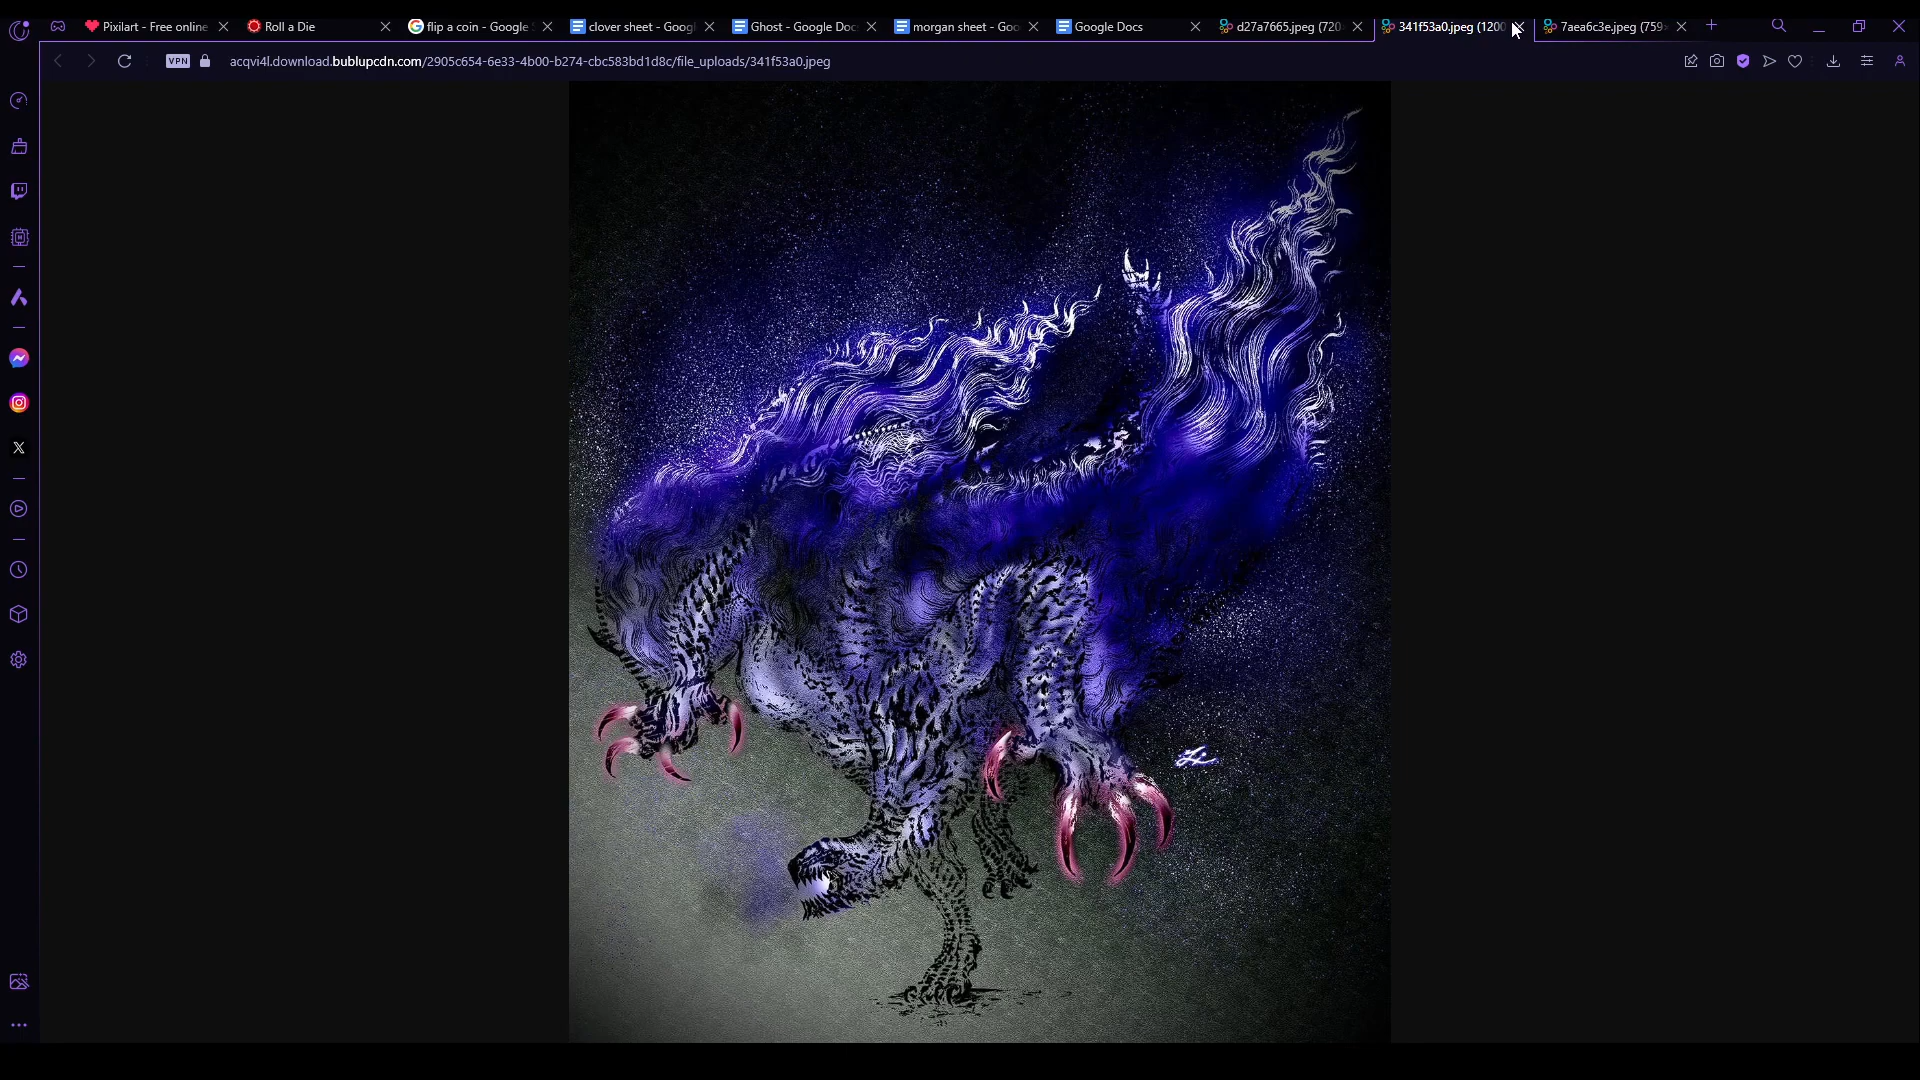 Pixilart - Free online
Roll a Die
flip a coin - Google
clover sheet - Googl
Ghost - Google Doc
morgan sheet - Goo
Google Docs
d27a7665.jpeg (720
341f53a0.jpeg (1200
7aea6c3e.jpeg (759
VPN
acqvi4l.download.bublupcdn.com/2905c654-6e33-4b00-b274-cbc583bd1d8c/file_uploads/341f53a0.jpeg